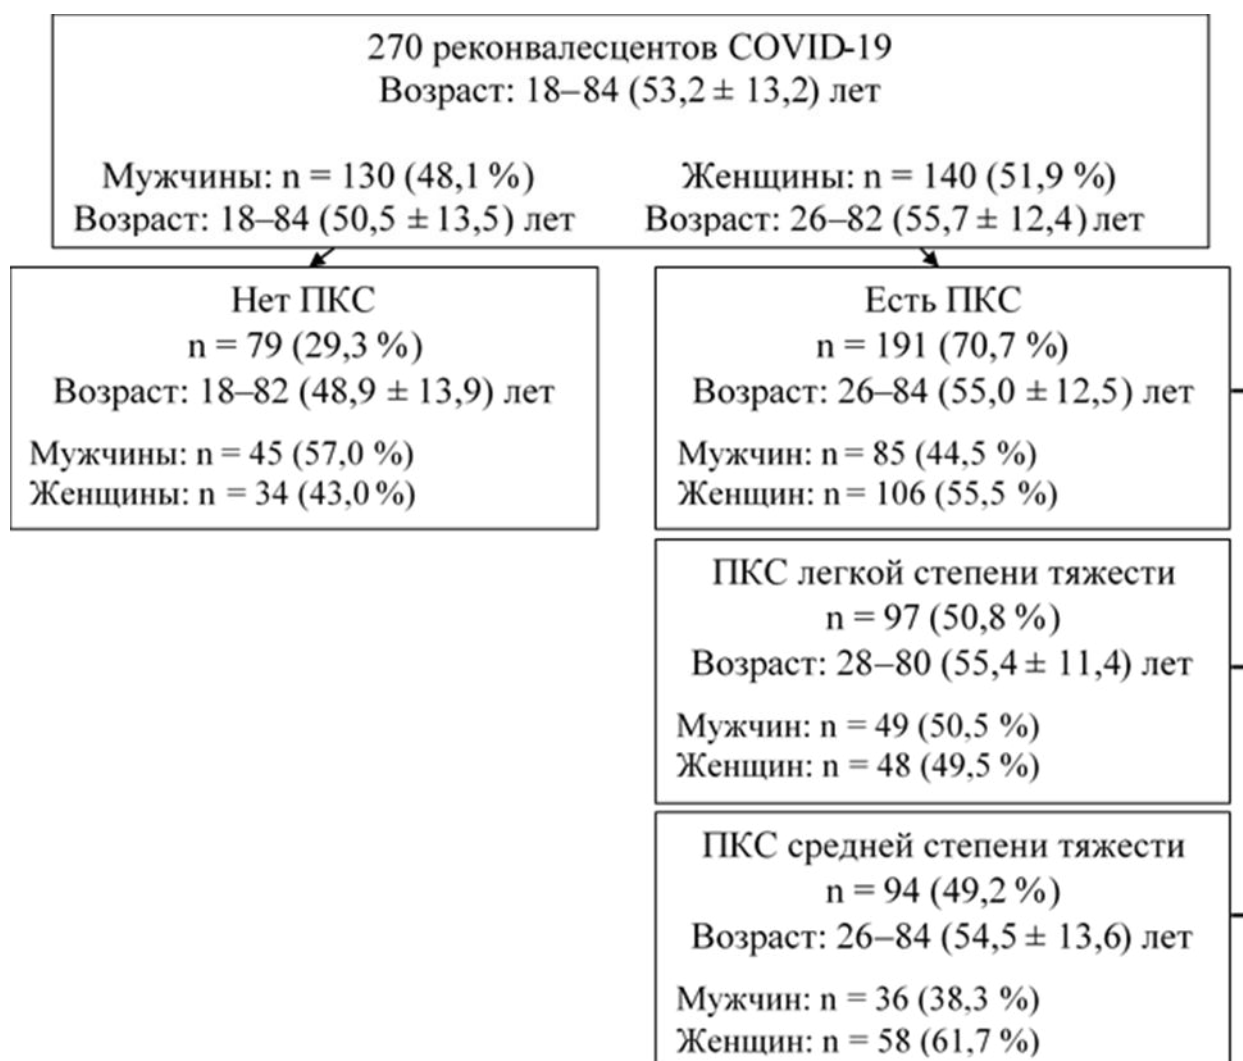 270 реконвалесцентов COVID-19
Возраст: 18–84 (53,2 ± 13,2) лет
Мужчины: n = 130 (48,1 %)
Возраст: 18–84 (50,5 ± 13,5) лет
Женщины: n = 140 (51,9 %)
Возраст: 26–82 (55,7 ± 12,4) лет
Нет ПКС
n = 79 (29,3 %)
Возраст: 18–82 (48,9 ± 13,9) лет
Мужчины: n = 45 (57,0 %)
Женщины: n = 34 (43,0 %)
Есть ПКС
n = 191 (70,7 %)
Возраст: 26–84 (55,0 ± 12,5) лет
Мужчин: n = 85 (44,5 %)
Женщин: n = 106 (55,5 %)
ПКС легкой степени тяжести
n = 97 (50,8 %)
Возраст: 28–80 (55,4 ± 11,4) лет
Мужчин: n = 49 (50,5 %)
Женщин: n = 48 (49,5 %)
ПКС средней степени тяжести
n = 94 (49,2 %)
Возраст: 26–84 (54,5 ± 13,6) лет
Мужчин: n = 36 (38,3 %)
Женщин: n = 58 (61,7 %)